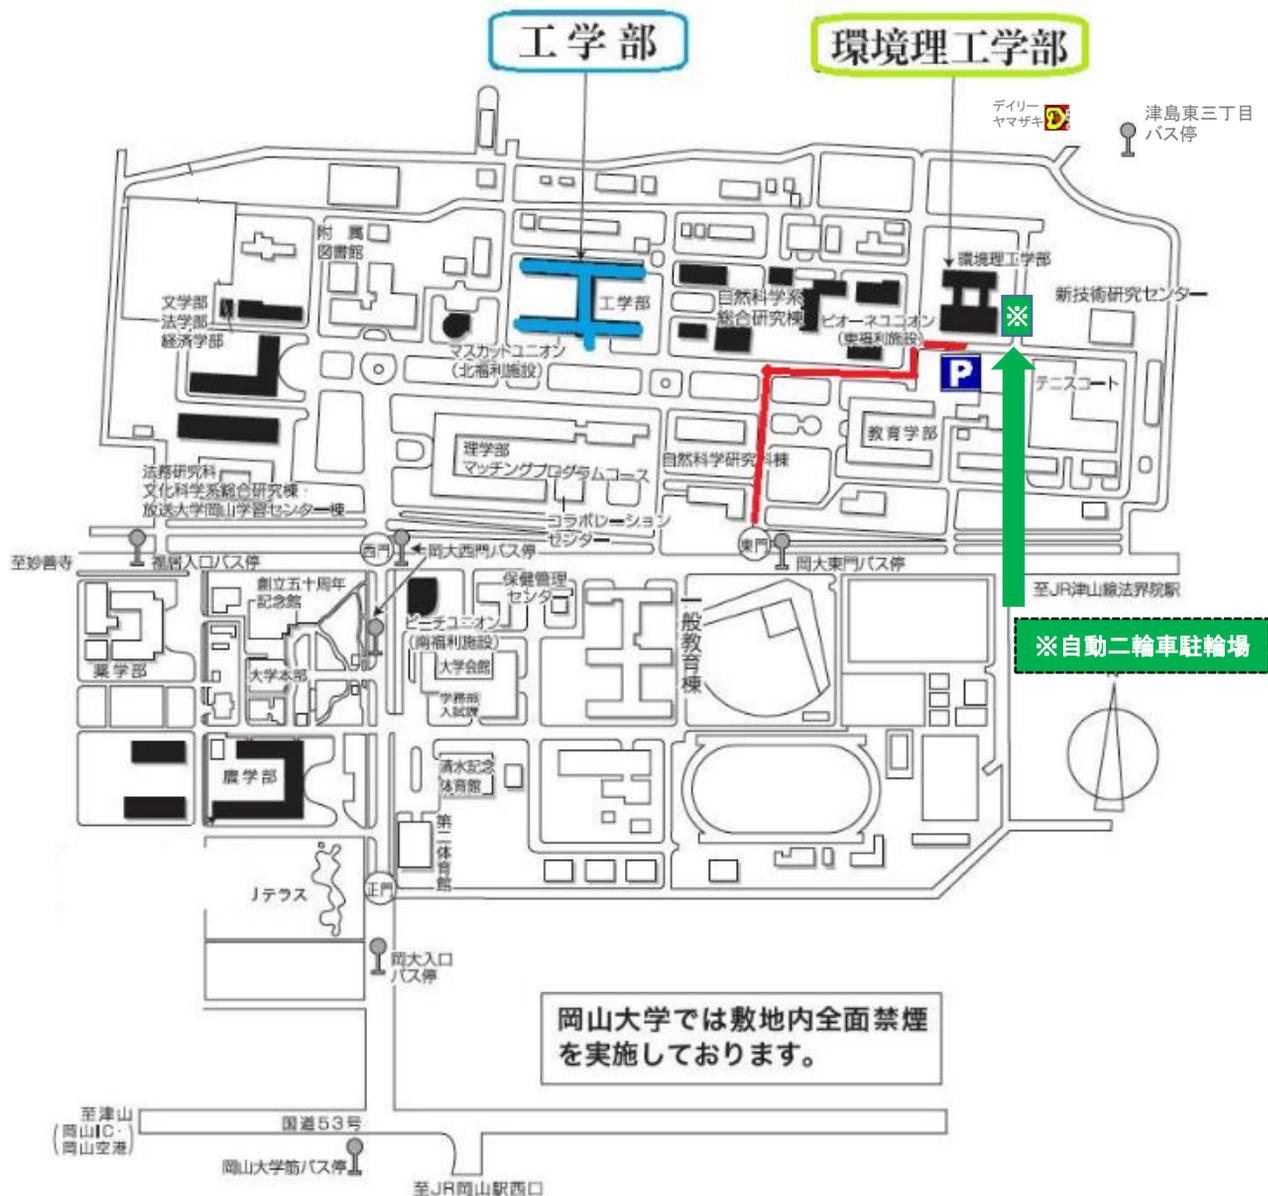 工学部
環境理工学部
デイリー
ヤマザキ
津島東三丁目
バス停
附属
図書館
文学部
法学部
経済学部
工学部
マスカットユニオン
(北福利施設)
自然科学系
総合研究棟
環境理工学部
※
新技術研究センター
ピオーネユニオン
(東福利施設)
P
テニスコート
教育学部
理学部
マッチングプログラムコース
自然科学研究科棟
法務研究科
文化科学系総合研究棟・
放送大学岡山学習センター棟
コラボレーション
センター
至妙善寺
福居入口バス停
西門
岡大西門バス停
東門
岡大東門バス停
至JR津山線法界院駅
創立五十周年
記念館
保健管理
センター
ピーチユニオン
(南福利施設)
一般教育棟
※自動二輪車駐輪場
薬学部
大学本部
大学会館
学務部
入試課
農学部
清水記念
体育館
第二体育館
Jテラス
正門
岡大入口
バス停
岡山大学では敷地内全面禁煙
を実施しております。
至津山
(岡山IC・
岡山空港)
国道53号
岡山大学筋バス停
至JR岡山駅西口